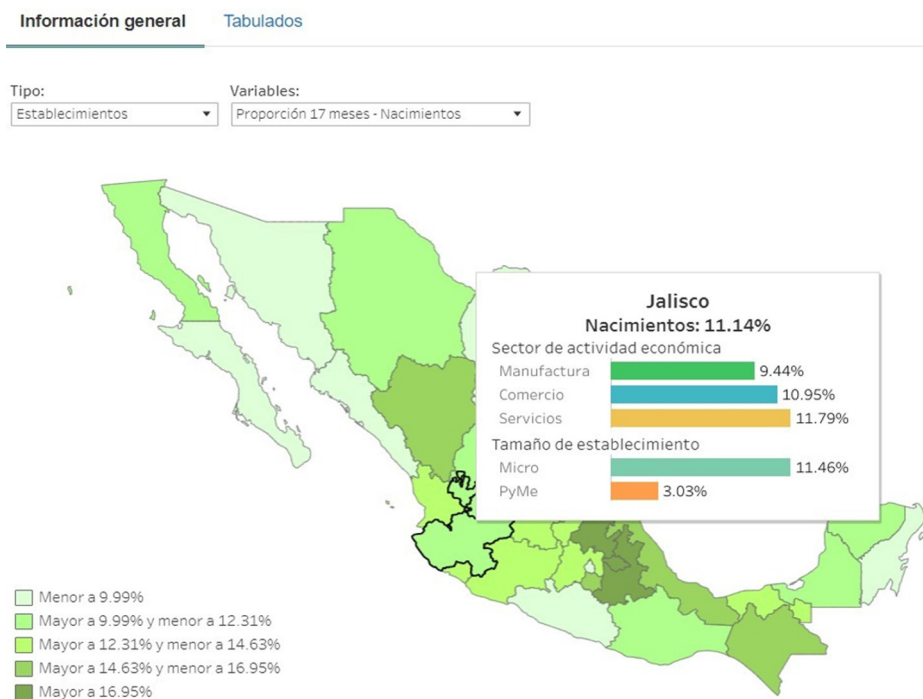 Información general Tabulados
Tipo: Variables:
Establecimientos Proporción 17 meses - Nacimientos
Jalisco
Nacimientos: 11.14%
Sector de actividad económica
Manufactura 9.44%
Comercio 10.95%
Servicios 11.79%
Tamaño de establecimiento
Micro 11.46%
PyMe 3.03%
Menor a 9.99%
Mayor a 9.99% y menor a 12.31%
Mayor a 12.31% y menor a 14.63%
Mayor a 14.63% y menor a 16.95%
Mayor a 16.95%